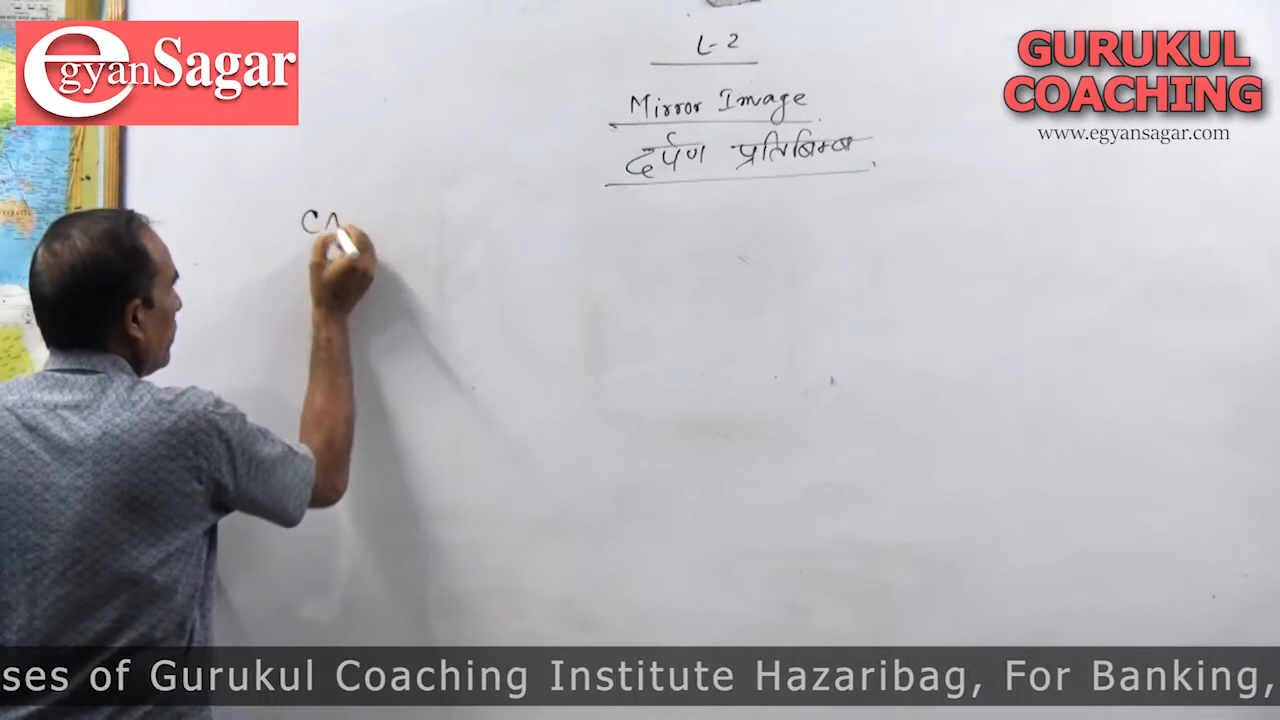 egyanSagar
GURUKUL
COACHING
www.egyansagar.com
L-2
Mirror Image
दर्पण प्रतिबिम्ब
CA
ses of Gurukul Coaching Institute Hazaribag, For Banking,